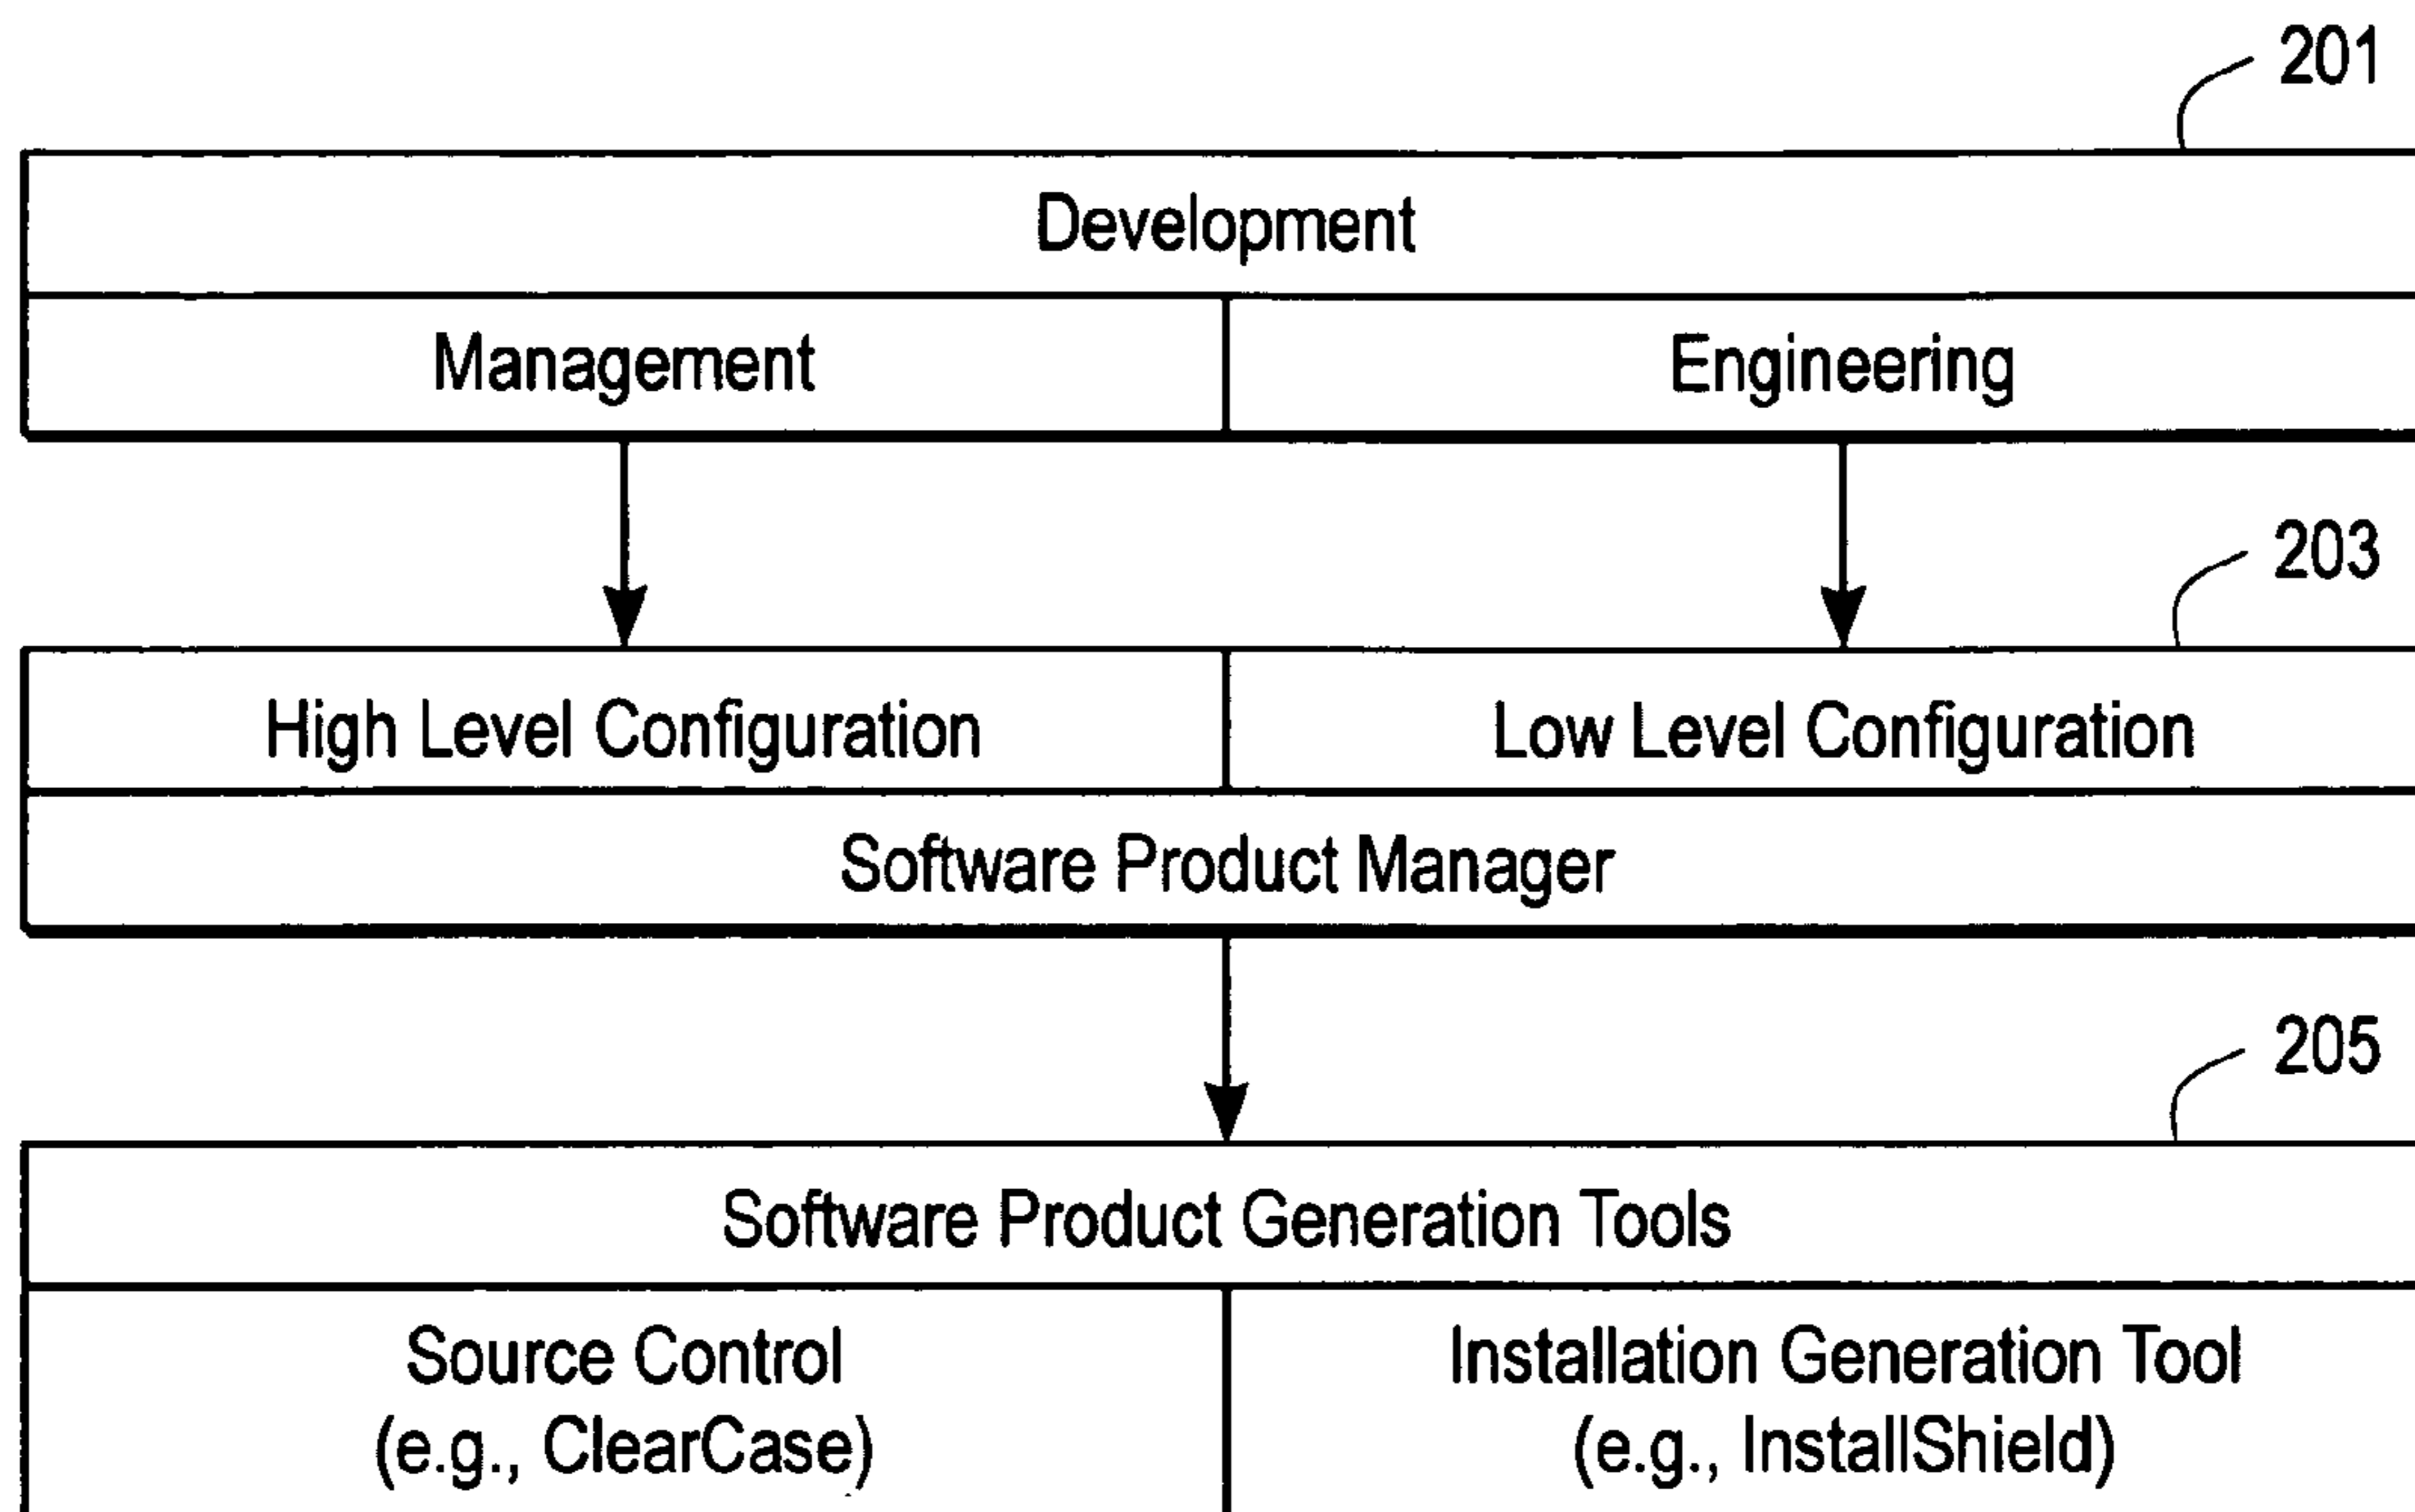 201
Development
Management
Engineering
203
High Level Configuration
Low Level Configuration
Software Product Manager
205
Software Product Generation Tools
Source Control
(e.g., ClearCase)
Installation Generation Tool
(e.g., InstallShield)